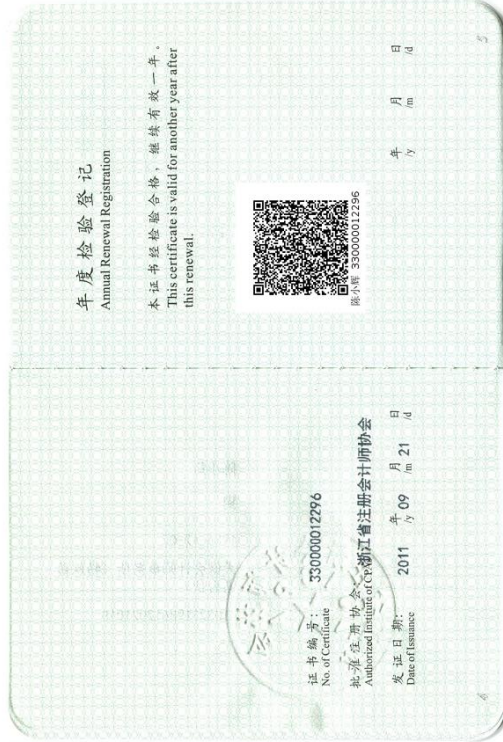 年度检验登记
Annual Renewal Registration
本证书经检验合格，继续有效一年。
This certificate is valid for another year after
this renewal.
陈小辉 330000012296
年 月 日
/y /m /d
5
证书编号： 330000012296
No. of Certificate
批准注册协会： 浙江省注册会计师协会
Authorized Institute of CPAs
发证日期： 2011 年 09 月 21 日
Date of Issuance /y /m /d
4